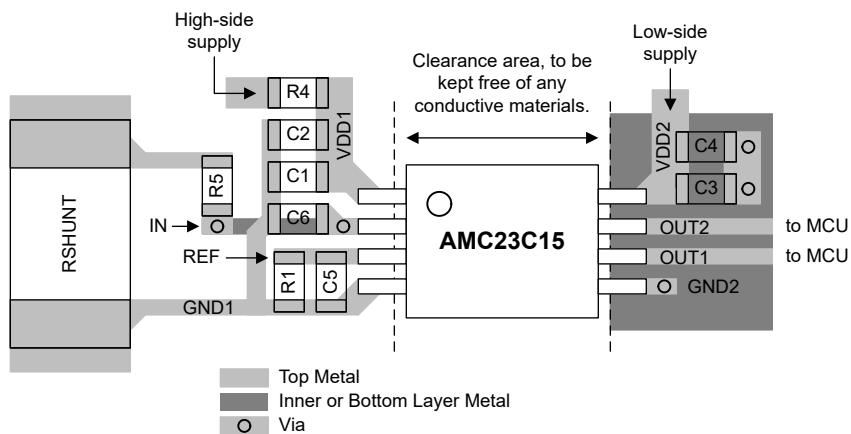 High-side
supply
Clearance area, to be
kept free of any
conductive materials.
Low-side
supply
R4
C2
C1
C6
VDD1
VDD2
C4
C3
R5
IN
REF
RSHUNT
R1
C5
GND1
AMC23C15
OUT2
to MCU
OUT1
to MCU
GND2
Top Metal
Inner or Bottom Layer Metal
Via